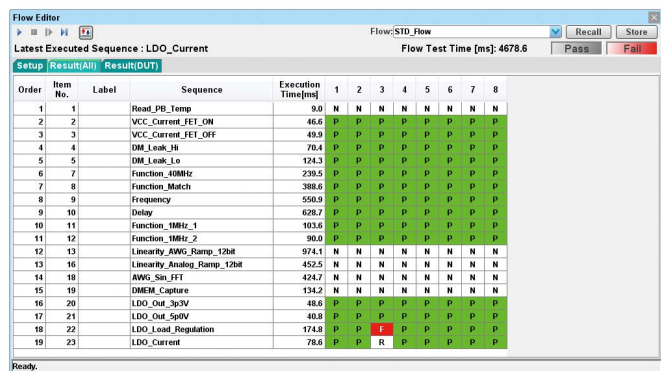 Flow Editor
Flow: STD_Flow Recall Store
Latest Executed Sequence : LDO_Current Flow Test Time [ms]: 4678.6 Pass Fail
Setup Result(All) Result(DUT)
Order Item No. Label Sequence Execution Time[ms] 1 2 3 4 5 6 7 8
1 1 Read_PB_Temp 9.0 N N N N N N N N
2 2 VCC_Current_FET_ON 46.6 P P P P P P P P
3 3 VCC_Current_FET_OFF 49.9 P P P P P P P P
4 4 DM_Leak_Hi 70.4 P P P P P P P P
5 5 DM_Leak_Lo 124.3 P P P P P P P P
6 7 Function_40MHz 239.5 P P P P P P P P
7 8 Function_Match 388.6 P P P P P P P P
8 9 Frequency 550.9 P P P P P P P P
9 10 Delay 628.7 P P P P P P P P
10 11 Function_1MHz_1 103.6 P P P P P P P P
11 12 Function_1MHz_2 90.0 P P P P P P P P
12 13 Linearity_AWG_Ramp_12bit 974.1 N N N N N N N N
13 16 Linearity_Analog_Ramp_12bit 452.5 N N N N N N N N
14 18 AWG_Sin_FFT 424.7 N N N N N N N N
15 19 DMEM_Capture 134.2 N N N N N N N N
16 20 LDO_Out_3p3V 48.6 P P P P P P P P
17 21 LDO_Out_5p0V 40.8 P P P P P P P P
18 22 LDO_Load_Regulation 174.8 P P F P P P P P
19 23 LDO_Current 78.6 P P R P P P P P
Ready.